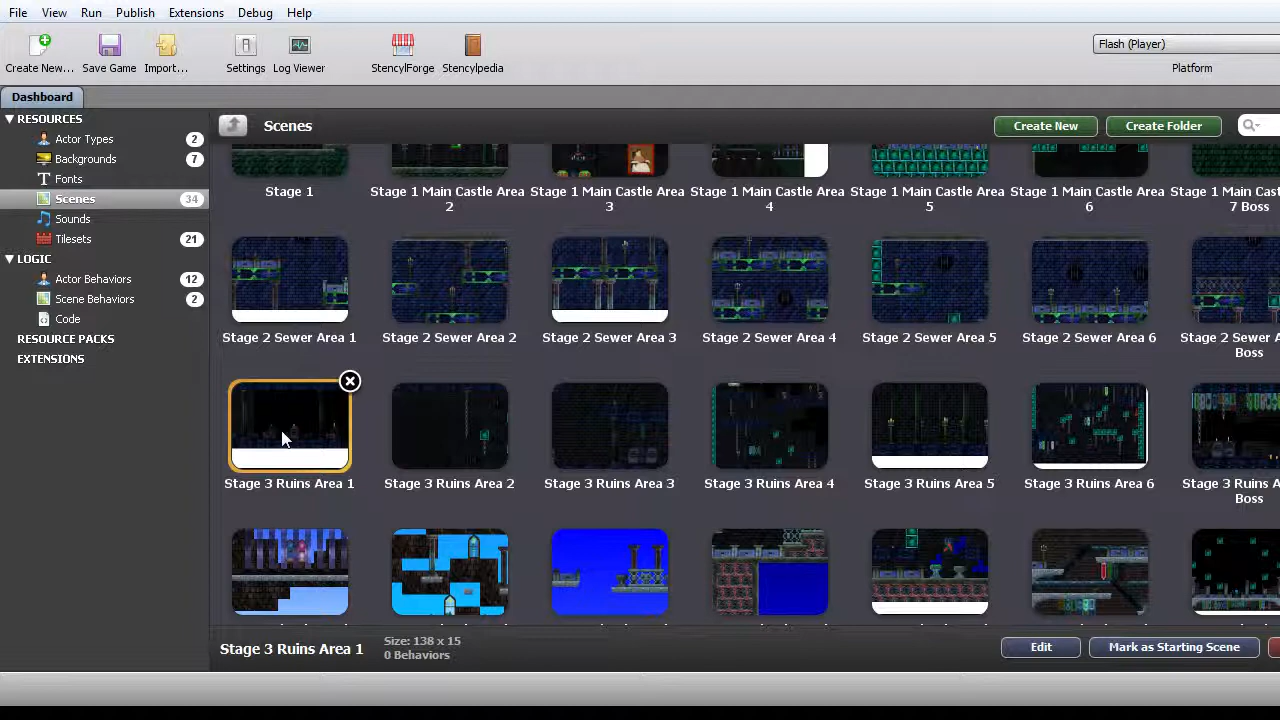 File View Run Publish Extensions Debug Help
Create New... Save Game Import... Settings Log Viewer StencylForge Stencylpedia
Flash (Player)
Platform
Dashboard
RESOURCES
Actor Types 2
Backgrounds 7
Fonts
Scenes 34
Sounds
Tilesets 21
LOGIC
Actor Behaviors 12
Scene Behaviors 2
Code
RESOURCE PACKS
EXTENSIONS
Scenes
Create New
Create Folder
Stage 1
Stage 1 Main Castle Area 2
Stage 1 Main Castle Area 3
Stage 1 Main Castle Area 4
Stage 1 Main Castle Area 5
Stage 1 Main Castle Area 6
Stage 1 Main Cast
7 Boss
Stage 2 Sewer Area 1
Stage 2 Sewer Area 2
Stage 2 Sewer Area 3
Stage 2 Sewer Area 4
Stage 2 Sewer Area 5
Stage 2 Sewer Area 6
Stage 2 Sewer A
Boss
Stage 3 Ruins Area 1
Stage 3 Ruins Area 2
Stage 3 Ruins Area 3
Stage 3 Ruins Area 4
Stage 3 Ruins Area 5
Stage 3 Ruins Area 6
Stage 3 Ruins Ar
Boss
Stage 3 Ruins Area 1
Size: 138 x 15
0 Behaviors
Edit
Mark as Starting Scene